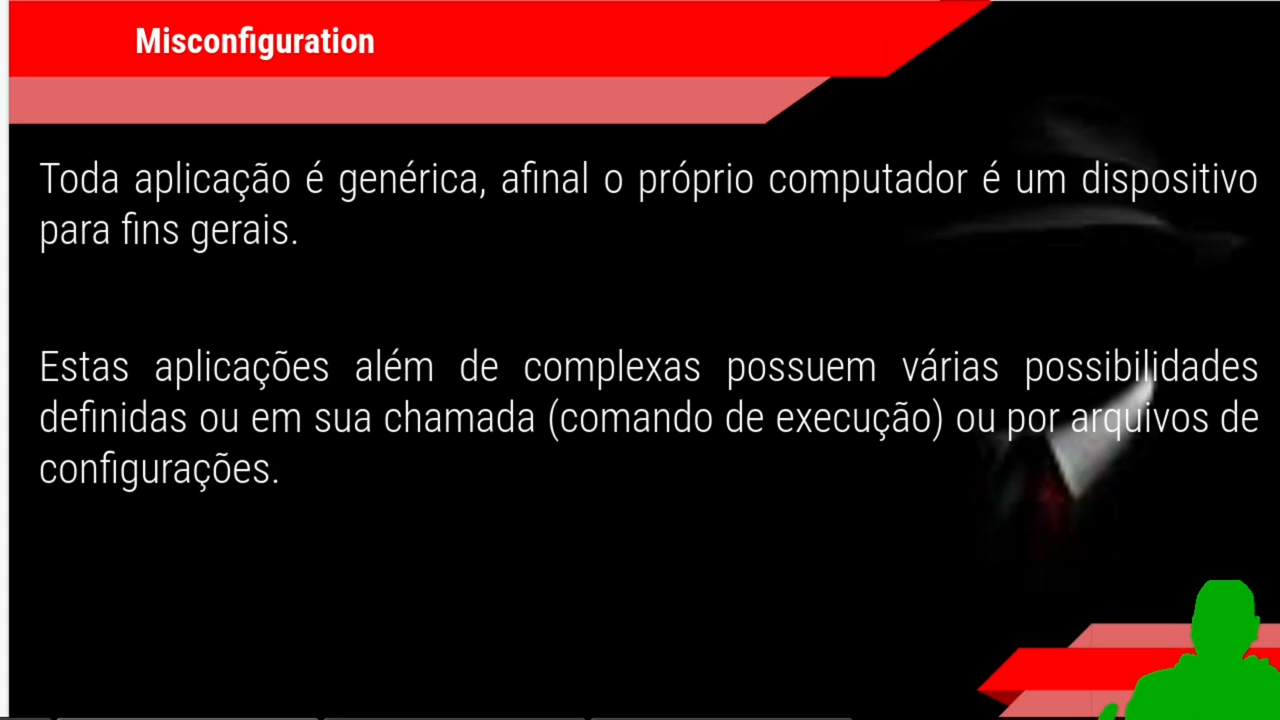 Misconfiguration
Toda aplicação é genérica, afinal o próprio computador é um dispositivo
para fins gerais.
Estas aplicações além de complexas possuem várias possibilidades
definidas ou em sua chamada (comando de execução) ou por arquivos de
configurações.